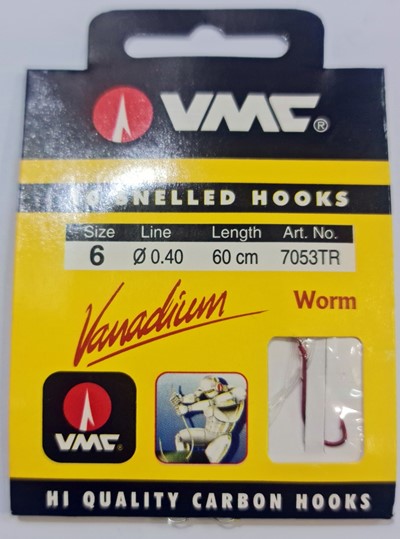 VMC®
SNELLED HOOKS
Size Line Length Art. No.
6 Ø 0.40 60 cm 7053TR
Vanadium
Worm
VMC®
HI QUALITY CARBON HOOKS